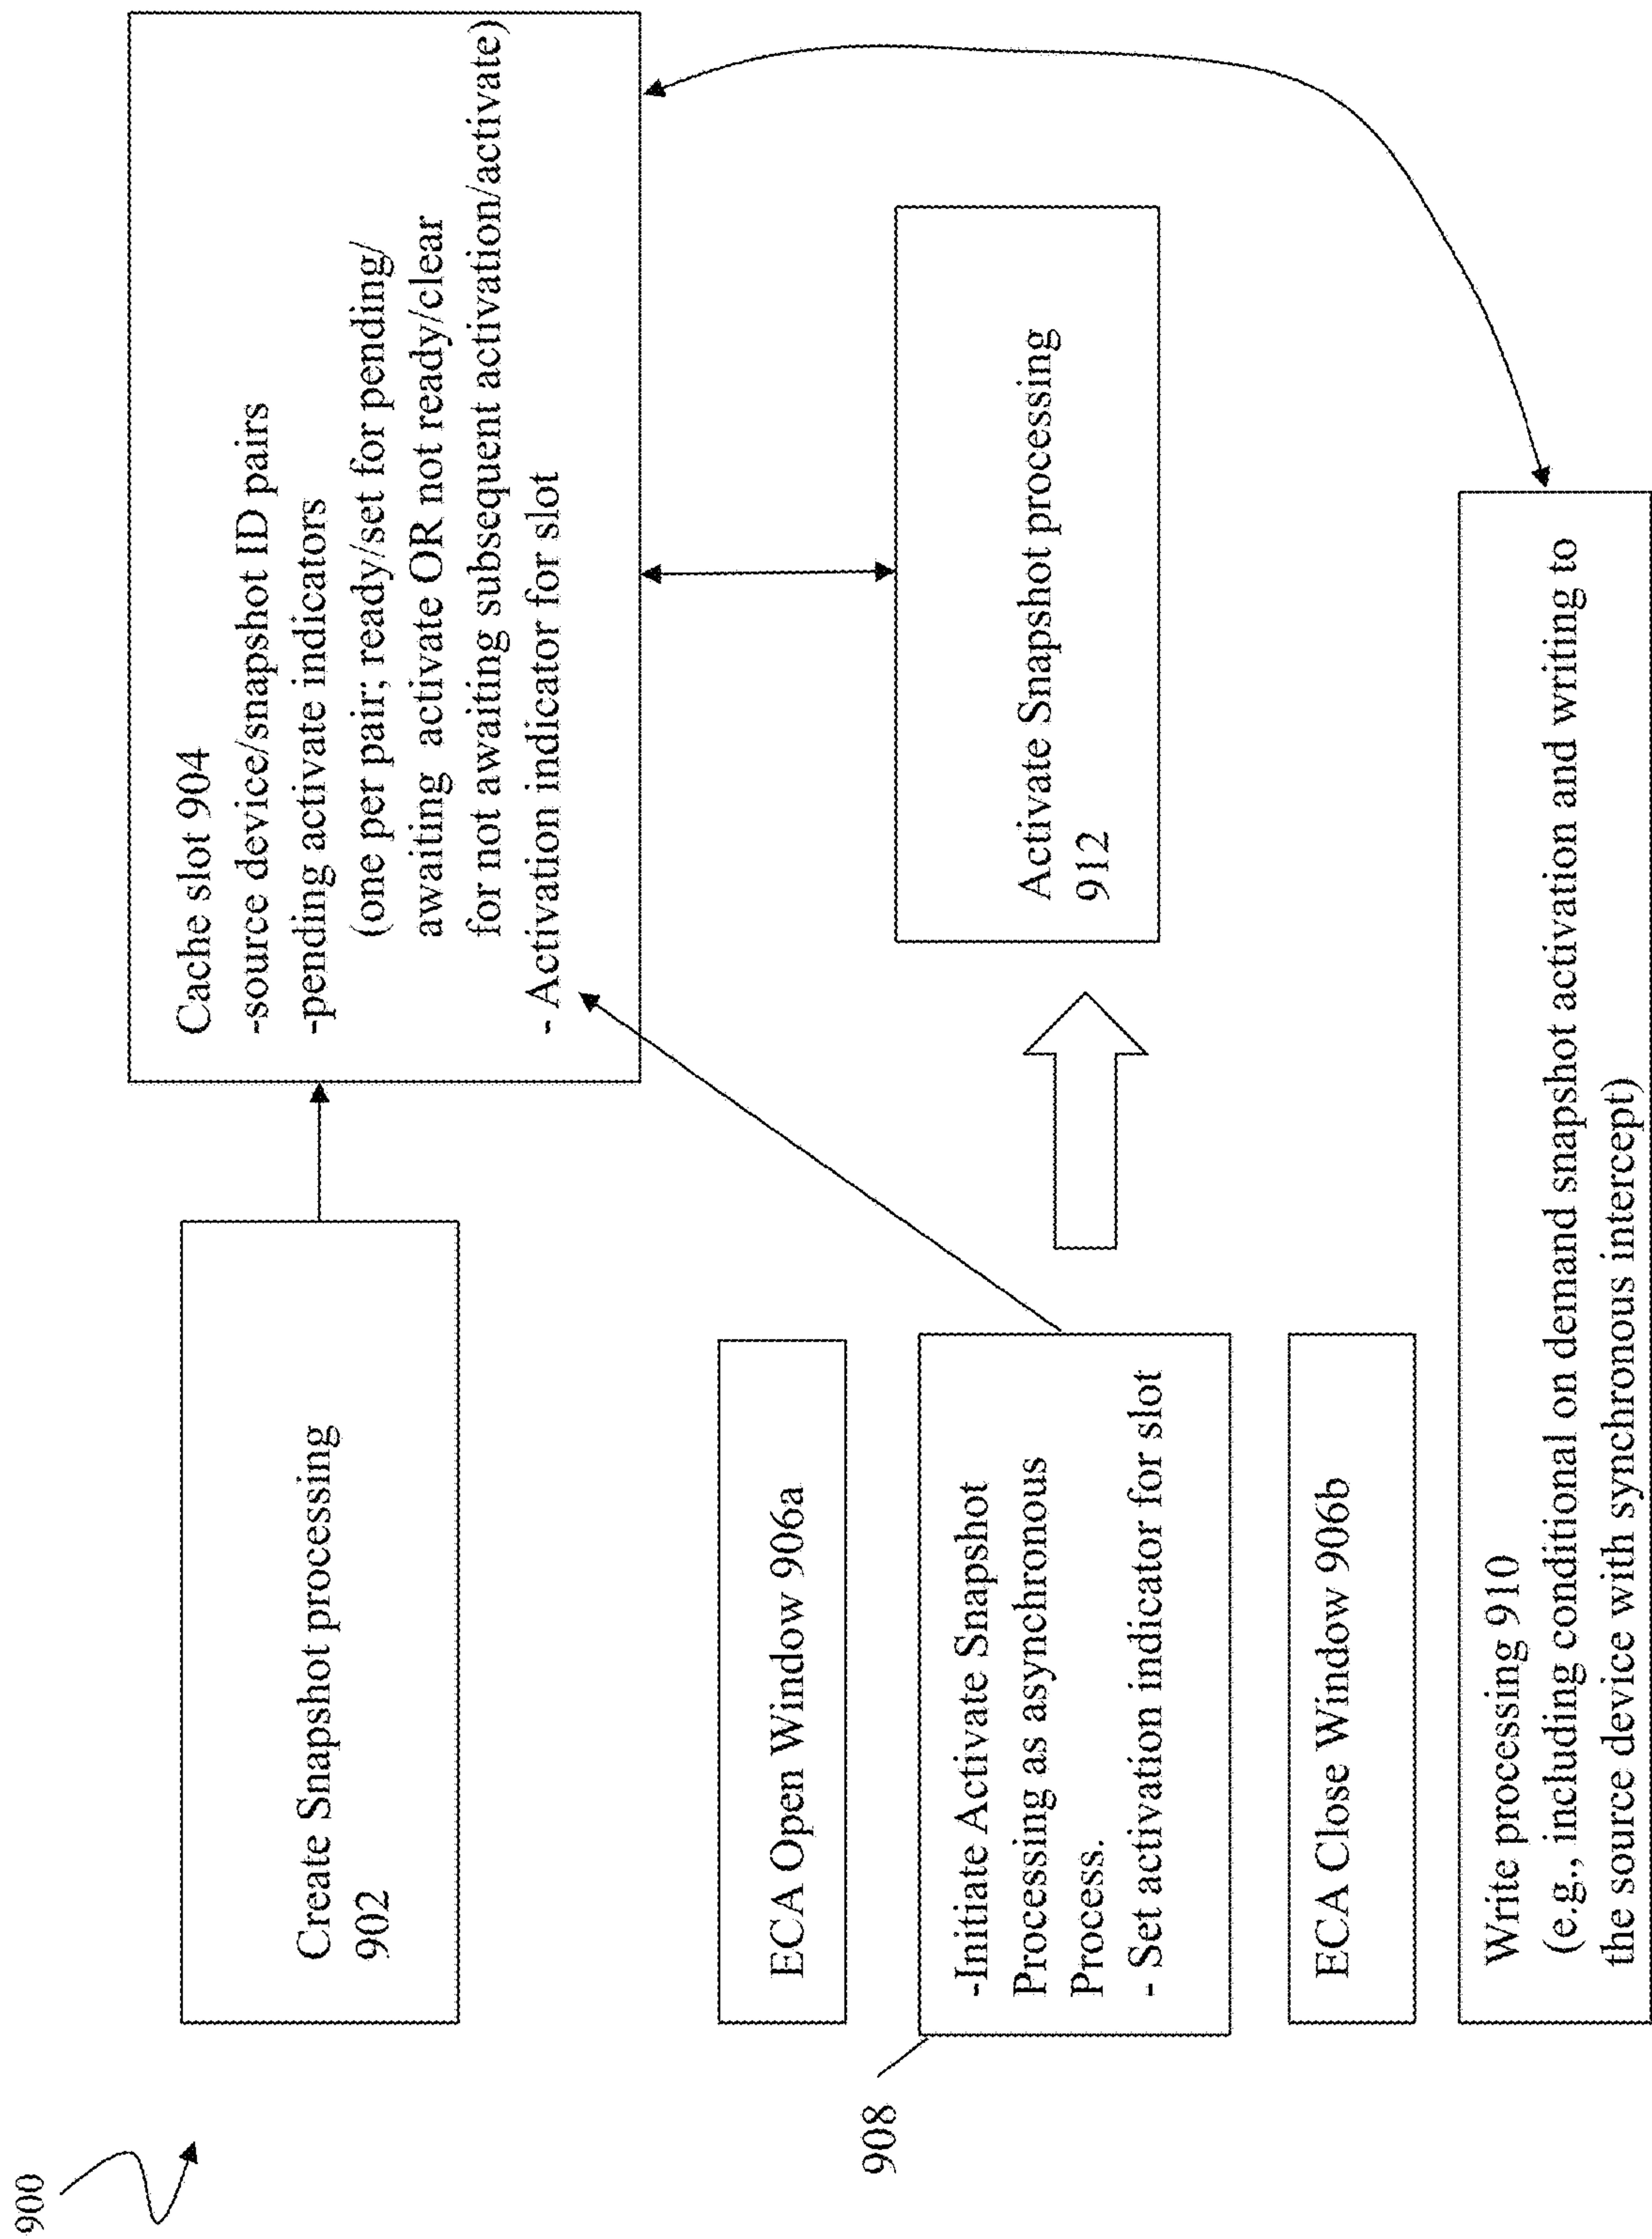 900
Create Snapshot processing
902
Cache slot 904
-source device/snapshot ID pairs
-pending activate indicators
(one per pair; ready/set for pending/
awaiting activate OR not ready/clear
for not awaiting subsequent activation/activate)
- Activation indicator for slot
ECA Open Window 906a
908
-Initiate Activate Snapshot
Processing as asynchronous
Process.
- Set activation indicator for slot
Activate Snapshot processing
912
ECA Close Window 906b
Write processing 910
(e.g., including conditional on demand snapshot activation and writing to
the source device with synchronous intercept)